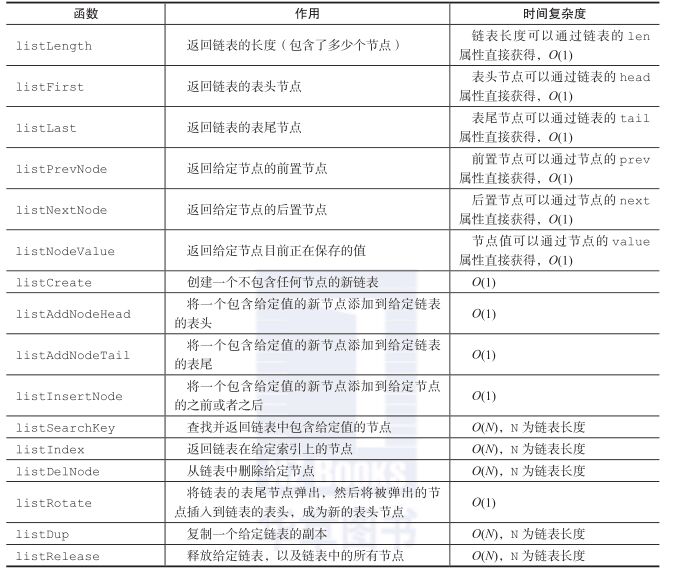 函数 作用 时间复杂度
listLength 返回链表的长度（包含了多少个节点） 链表长度可以通过链表的 len
属性直接获得，O(1)
listFirst 返回链表的表头节点 表头节点可以通过链表的 head
属性直接获得，O(1)
listLast 返回链表的表尾节点 表尾节点可以通过链表的 tail
属性直接获得，O(1)
listPrevNode 返回给定节点的前置节点 前置节点可以通过节点的 prev
属性直接获得，O(1)
listNextNode 返回给定节点的后置节点 后置节点可以通过节点的 next
属性直接获得，O(1)
listNodeValue 返回给定节点目前正在保存的值 节点值可以通过节点的 value
属性直接获得，O(1)
listCreate 创建一个不包含任何节点的新链表 O(1)
listAddNodeHead 将一个包含给定值的新节点添加到给定链表
的表头 O(1)
listAddNodeTail 将一个包含给定值的新节点添加到给定链表
的表尾 O(1)
listInsertNode 将一个包含给定值的新节点添加到给定节点
的之前或者之后 O(1)
listSearchKey 查找并返回链表中包含给定值的节点 O(N)，N 为链表长度
listIndex 返回链表在给定索引上的节点 O(N)，N 为链表长度
listDelNode 从链表中删除给定节点 O(N)，N 为链表长度
listRotate 将链表的表尾节点弹出，然后将被弹出的节
点插入到链表的表头，成为新的表头节点 O(1)
listDup 复制一个给定链表的副本 O(N)，N 为链表长度
listRelease 释放给定链表，以及链表中的所有节点 O(N)，N 为链表长度